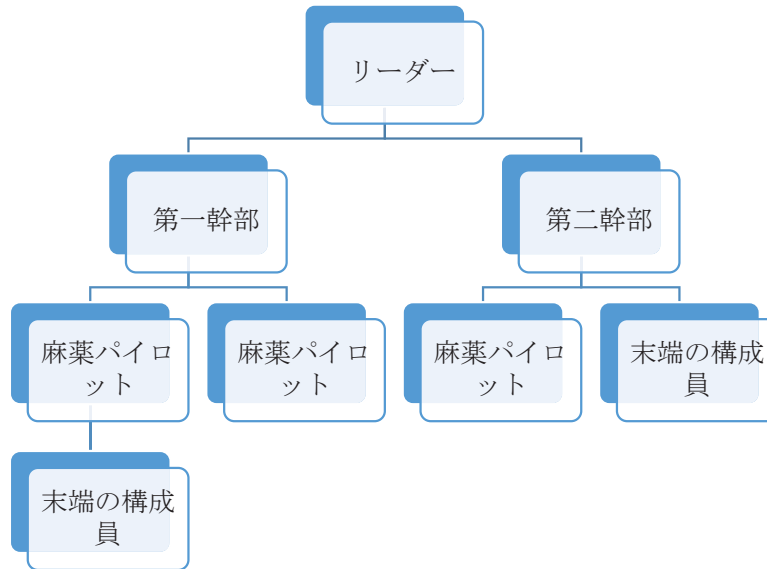 リーダー
第一幹部
第二幹部
麻薬パイロ
ット
麻薬パイロ
ット
麻薬パイロ
ット
末端の構成
員
末端の構成
員